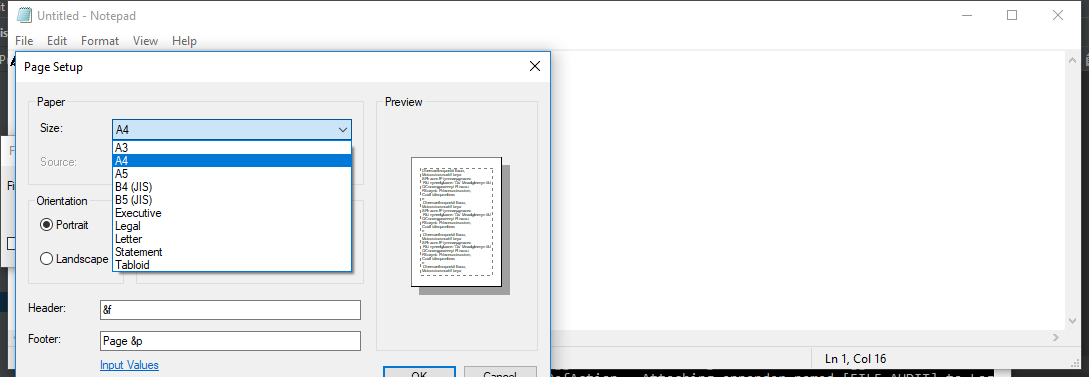 Untitled - Notepad
File Edit Format View Help
Page Setup
Paper
Size:
A4
A3
A4
A5
B4 (JIS)
B5 (JIS)
Executive
Legal
Letter
Statement
Tabloid
Source:
Orientation
Portrait
Landscape
Preview
Header:
&f
Footer:
Page &p
Input Values
OK
Cancel
Ln 1, Col 16